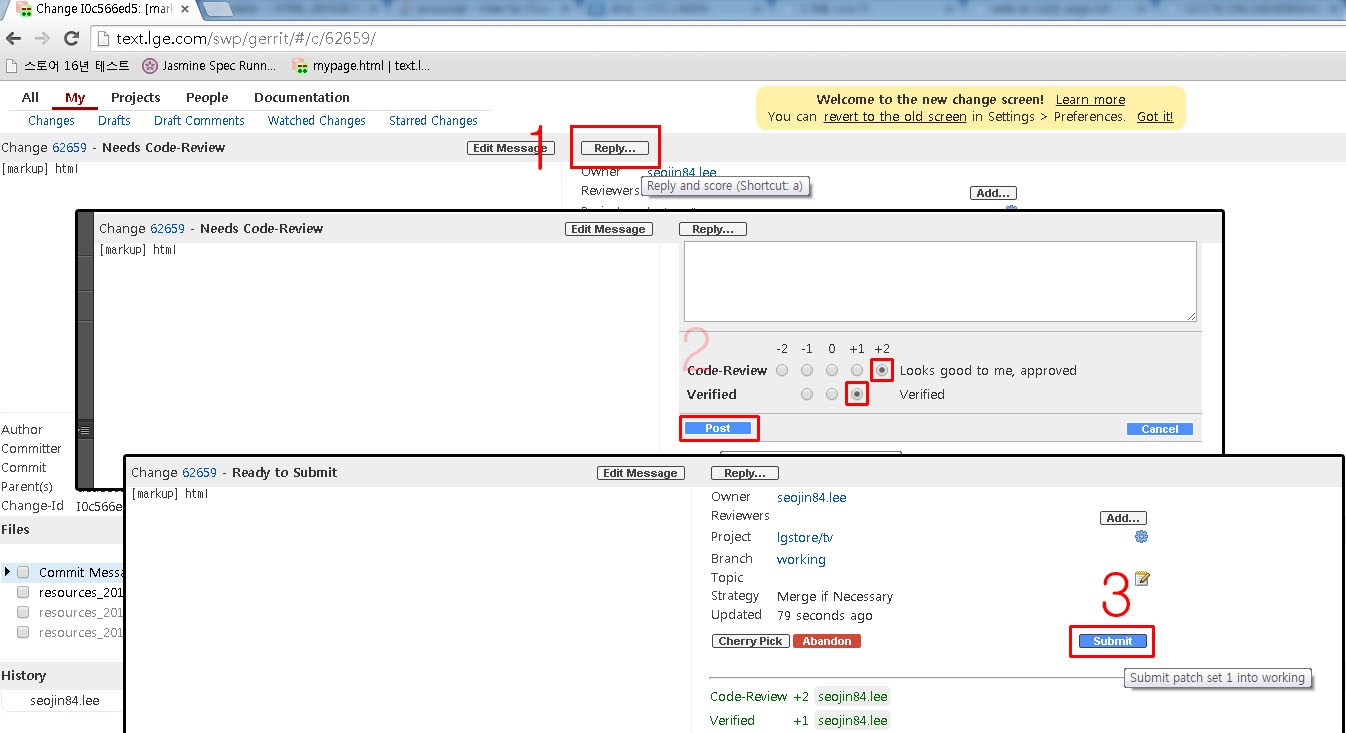 Change I0c566ed5: [mark
text.lge.com/swp/gerrit/#/c/62659/
스토어 16년 테스트 Jasmine Spec Runn... mypage.html | text.l...
All My Projects People Documentation
Changes Drafts Draft Comments Watched Changes Starred Changes
Welcome to the new change screen! Learn more
You can revert to the old screen in Settings > Preferences. Got it!
Change 62659 - Needs Code-Review Edit Message 1 Reply...
[markup] html
Owner seojin84.lee
Reply and score (Shortcut: a)
Reviewers Add...
Change 62659 - Needs Code-Review Edit Message Reply...
[markup] html
2
-2 -1 0 +1 +2
Code-Review Looks good to me, approved
Verified Verified
Post Cancel
Author
Committer
Commit
Parent(s)
Change-Id I0c566e
Files
Commit Messa
resources_201
resources_201
resources_201
History
seojin84.lee
Change 62659 - Ready to Submit Edit Message Reply...
[markup] html
Owner seojin84.lee
Reviewers Add...
Project lgstore/tv
Branch working
Topic
Strategy Merge if Necessary
Updated 79 seconds ago
3
Cherry Pick Abandon Submit
Submit patch set 1 into working
Code-Review +2 seojin84.lee
Verified +1 seojin84.lee